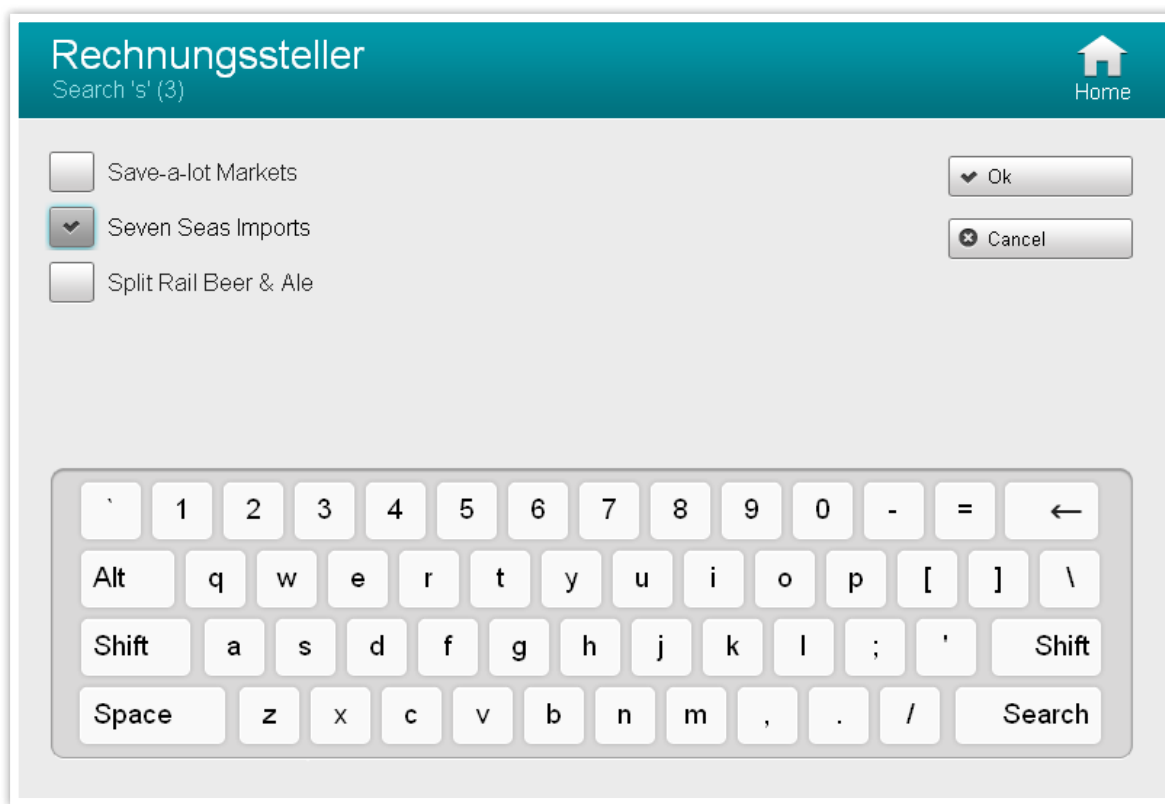 Rechnungssteller
Search 's' (3)
Home
Save-a-lot Markets
Seven Seas Imports
Split Rail Beer & Ale
Ok
Cancel
` 1 2 3 4 5 6 7 8 9 0 - = ←
Alt q w e r t y u i o p [ ] \
Shift a s d f g h j k l ; ' Shift
Space z x c v b n m , . / Search